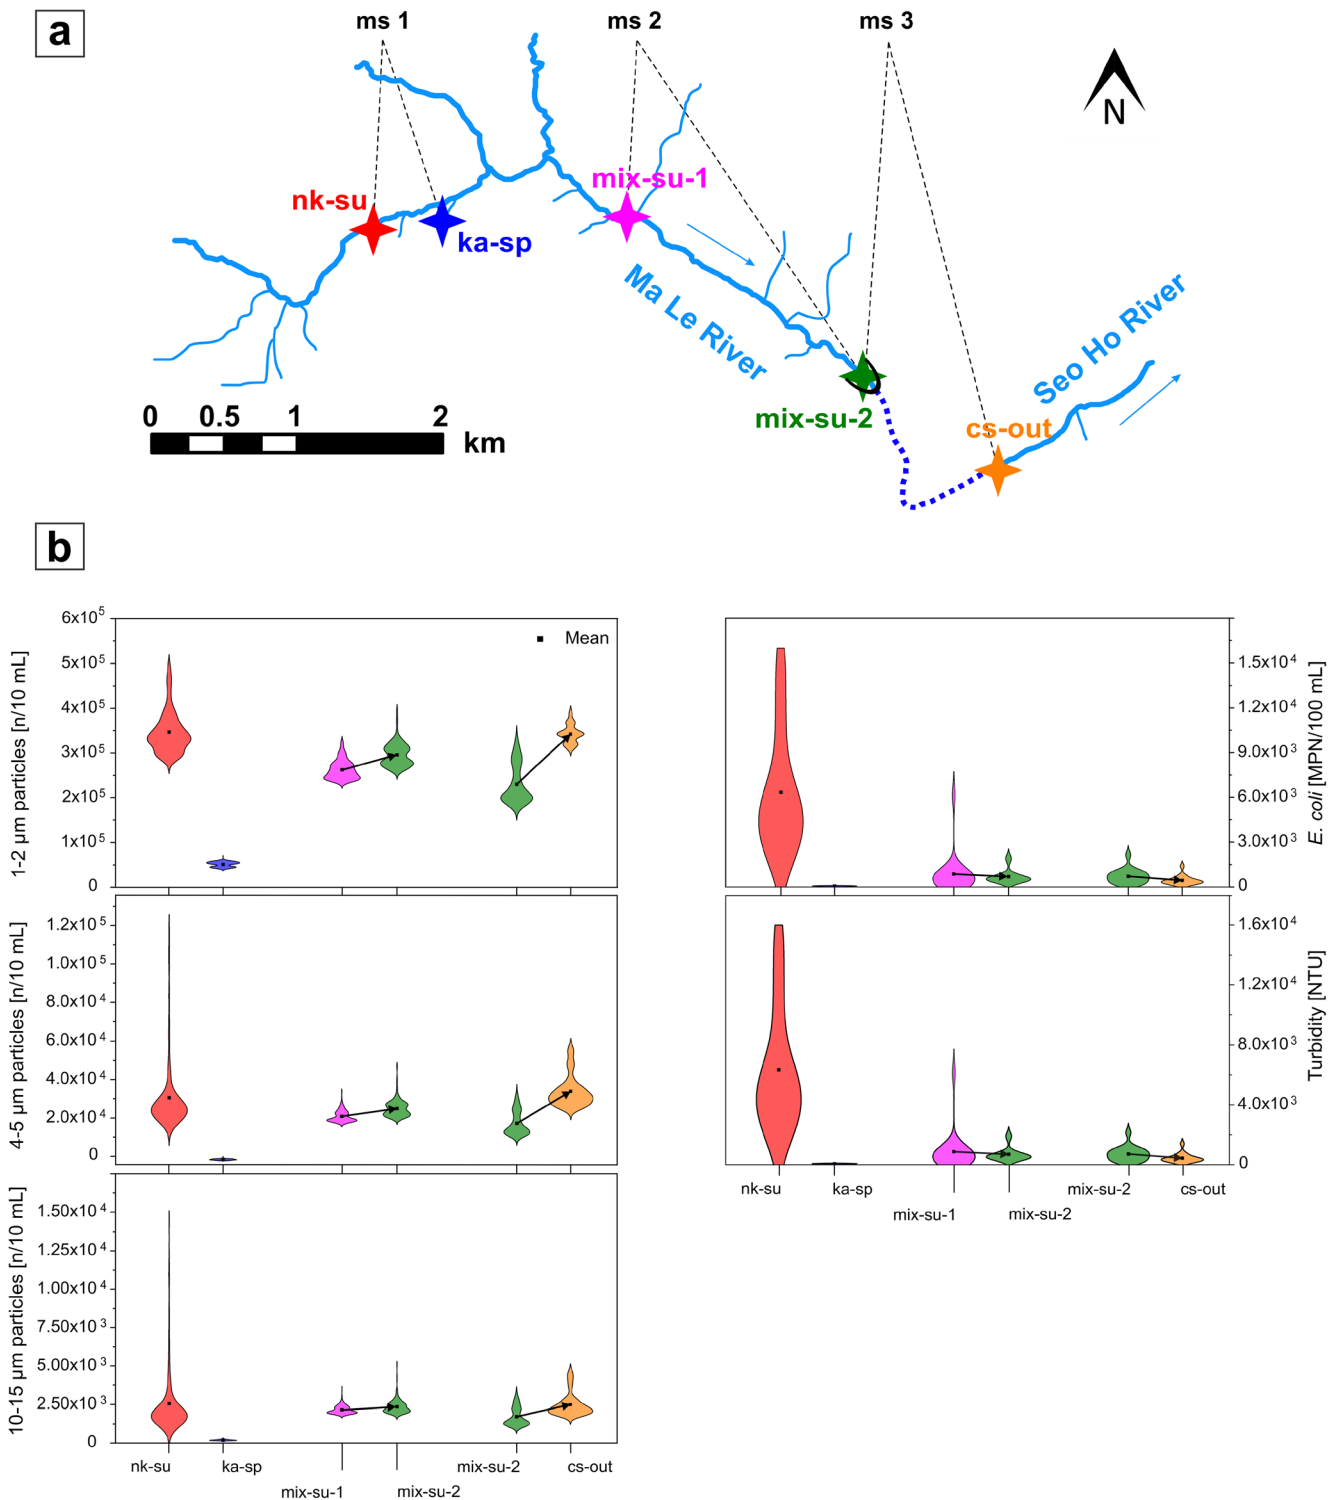 a
ms 1
ms 2
ms 3
N
nk-su
ka-sp
mix-su-1
Ma Le River
mix-su-2
Seo Ho River
cs-out
0 0.5 1 2
km
b
1-2 µm particles [n/10 mL]
6x10⁵
5x10⁵
4x10⁵
3x10⁵
2x10⁵
1x10⁵
0
Mean
E. coli [MPN/100 mL]
1.5x10⁴
1.2x10⁴
9.0x10³
6.0x10³
3.0x10³
0
4-5 µm particles [n/10 mL]
1.2x10⁵
1.0x10⁵
8.0x10⁴
6.0x10⁴
4.0x10⁴
2.0x10⁴
0
Turbidity [NTU]
1.6x10⁴
1.2x10⁴
8.0x10³
4.0x10³
0
nk-su ka-sp mix-su-2 cs-out
mix-su-1 mix-su-2
10-15 µm particles [n/10 mL]
1.50x10⁴
1.25x10⁴
1.00x10⁴
7.50x10³
5.00x10³
2.50x10³
0
nk-su ka-sp mix-su-2 cs-out
mix-su-1 mix-su-2